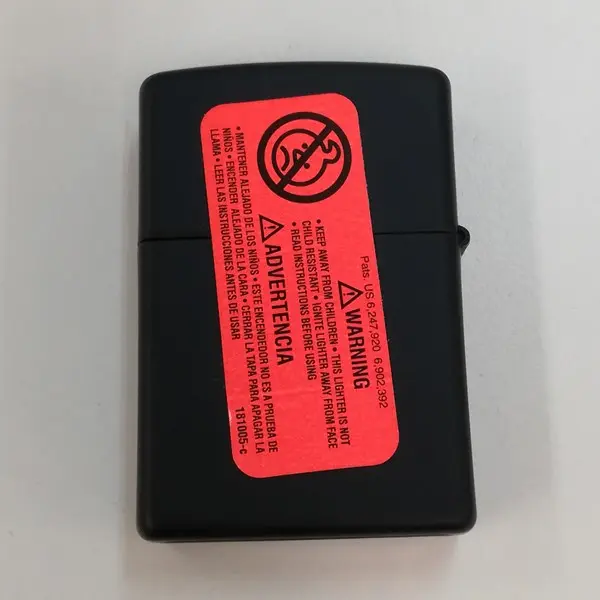 Pats. US 6,247,920 6,902,392
⚠WARNING
• KEEP AWAY FROM CHILDREN • THIS LIGHTER IS NOT
CHILD RESISTANT • IGNITE LIGHTER AWAY FROM FACE
• READ INSTRUCTIONS BEFORE USING
⚠ADVERTENCIA
• MANTENER ALEJADO DE LOS NIÑOS • ESTE ENCENDEDOR NO ES A PRUEBA DE
NIÑOS • ENCENDER ALEJADO DE LA CARA • CERRAR LA TAPA PARA APAGAR LA
LLAMA • LEER LAS INSTRUCCIONES ANTES DE USAR
181005-c